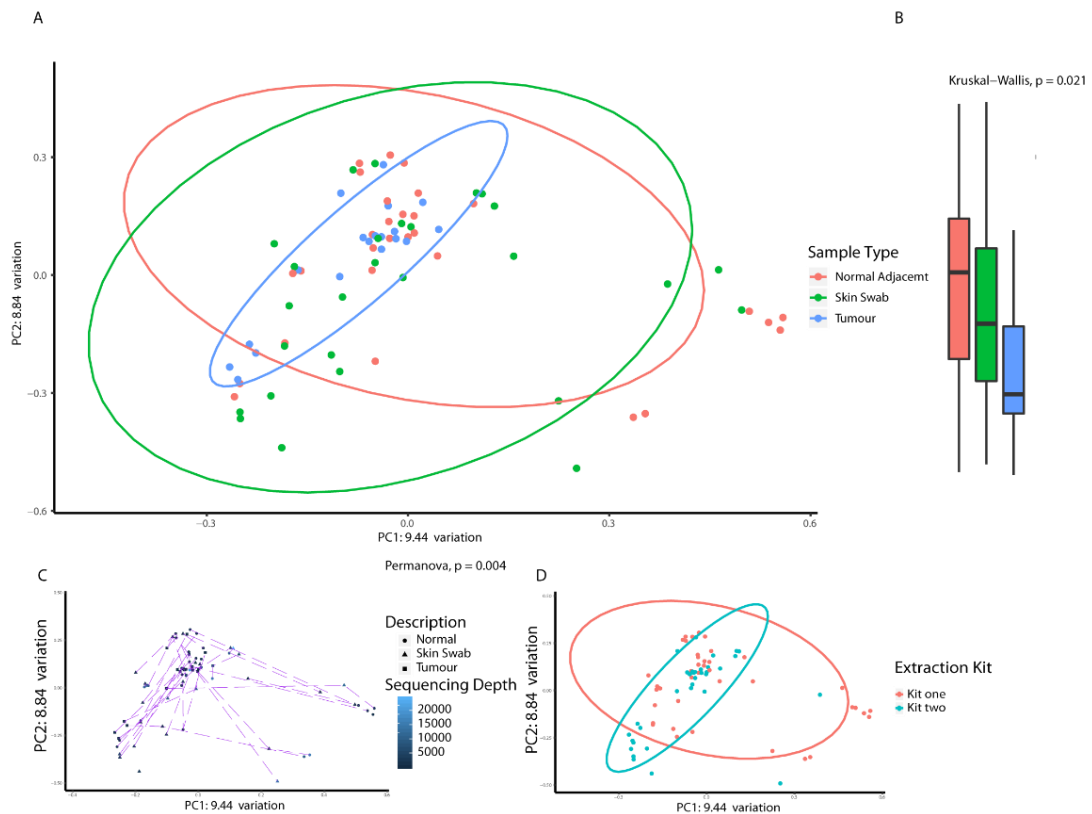 A
B
Kruskal−Wallis, p = 0.021
0.3
0.0
−0.3
−0.6
PC2: 8.84 variation
−0.3
0.0
0.3
0.6
PC1: 9.44 variation
Sample Type
Normal Adjacemt
Skin Swab
Tumour
Permanova, p = 0.004
C
PC2: 8.84 variation
PC1: 9.44 variation
Description
Normal
Skin Swab
Tumour
Sequencing Depth
20000
15000
10000
5000
D
PC2: 8.84 variation
PC1: 9.44 variation
Extraction Kit
Kit one
Kit two